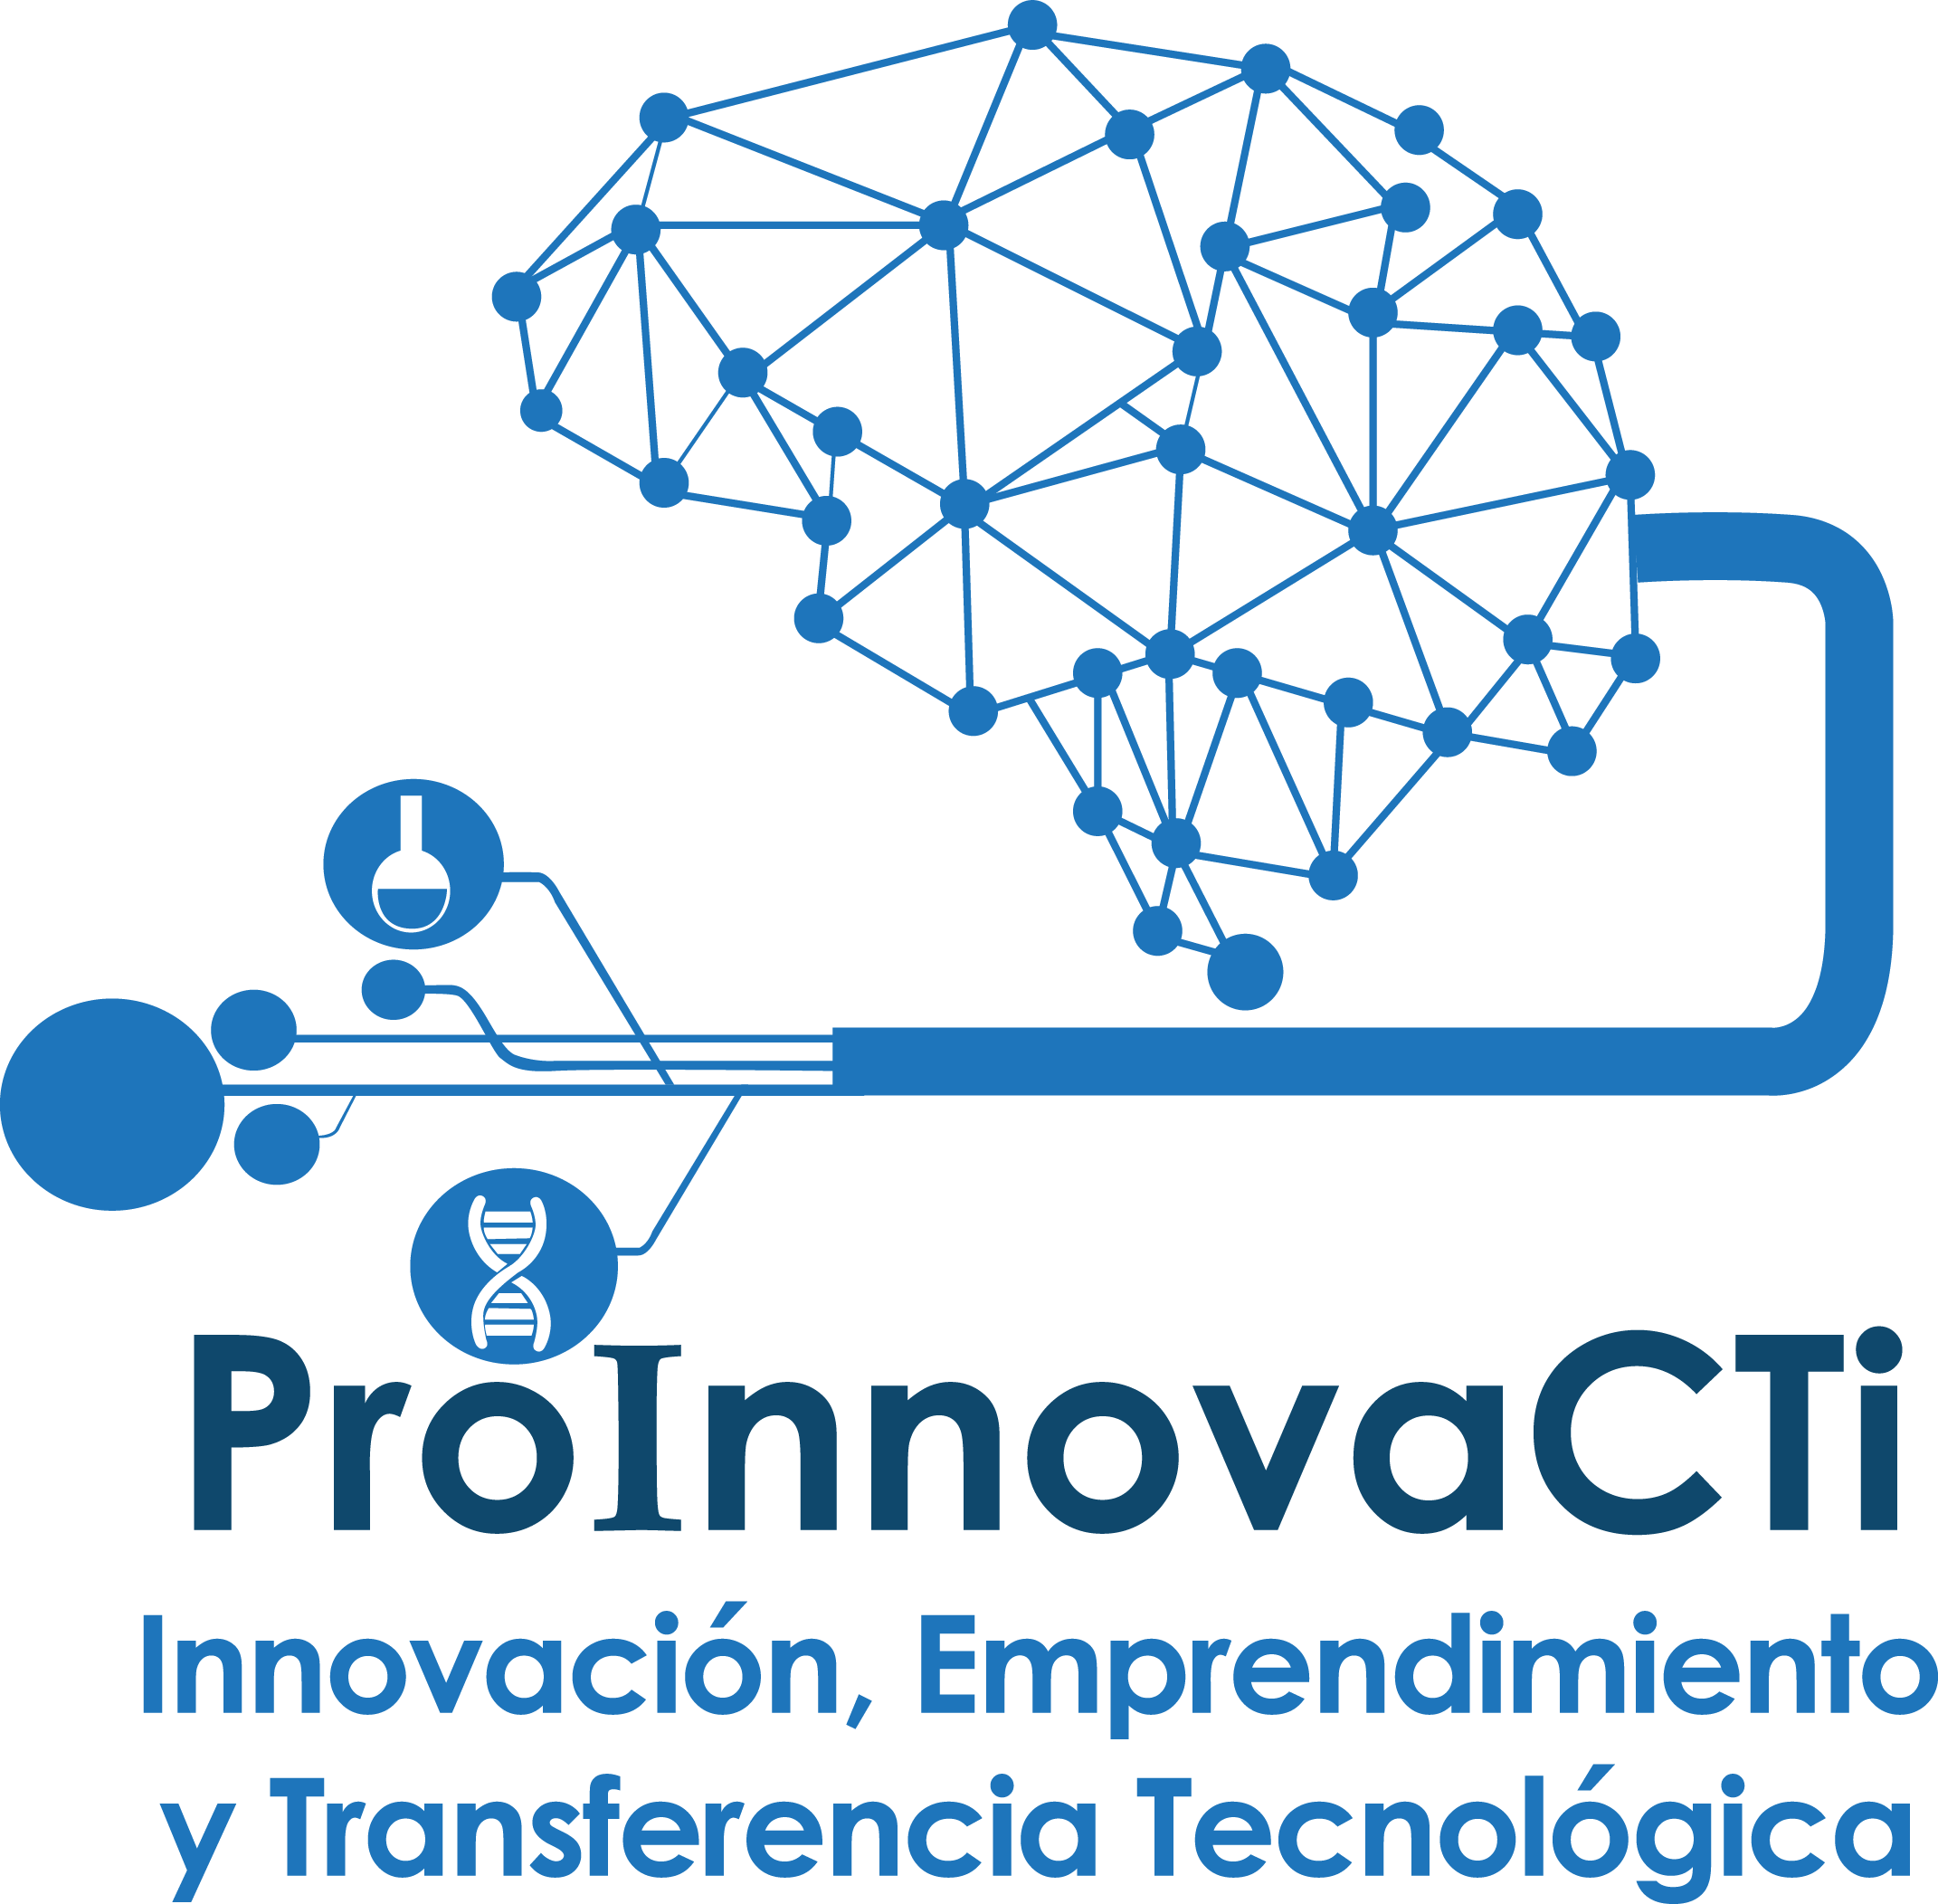 ProInnovaCTi
Innovación, Emprendimiento
y Transferencia Tecnológica